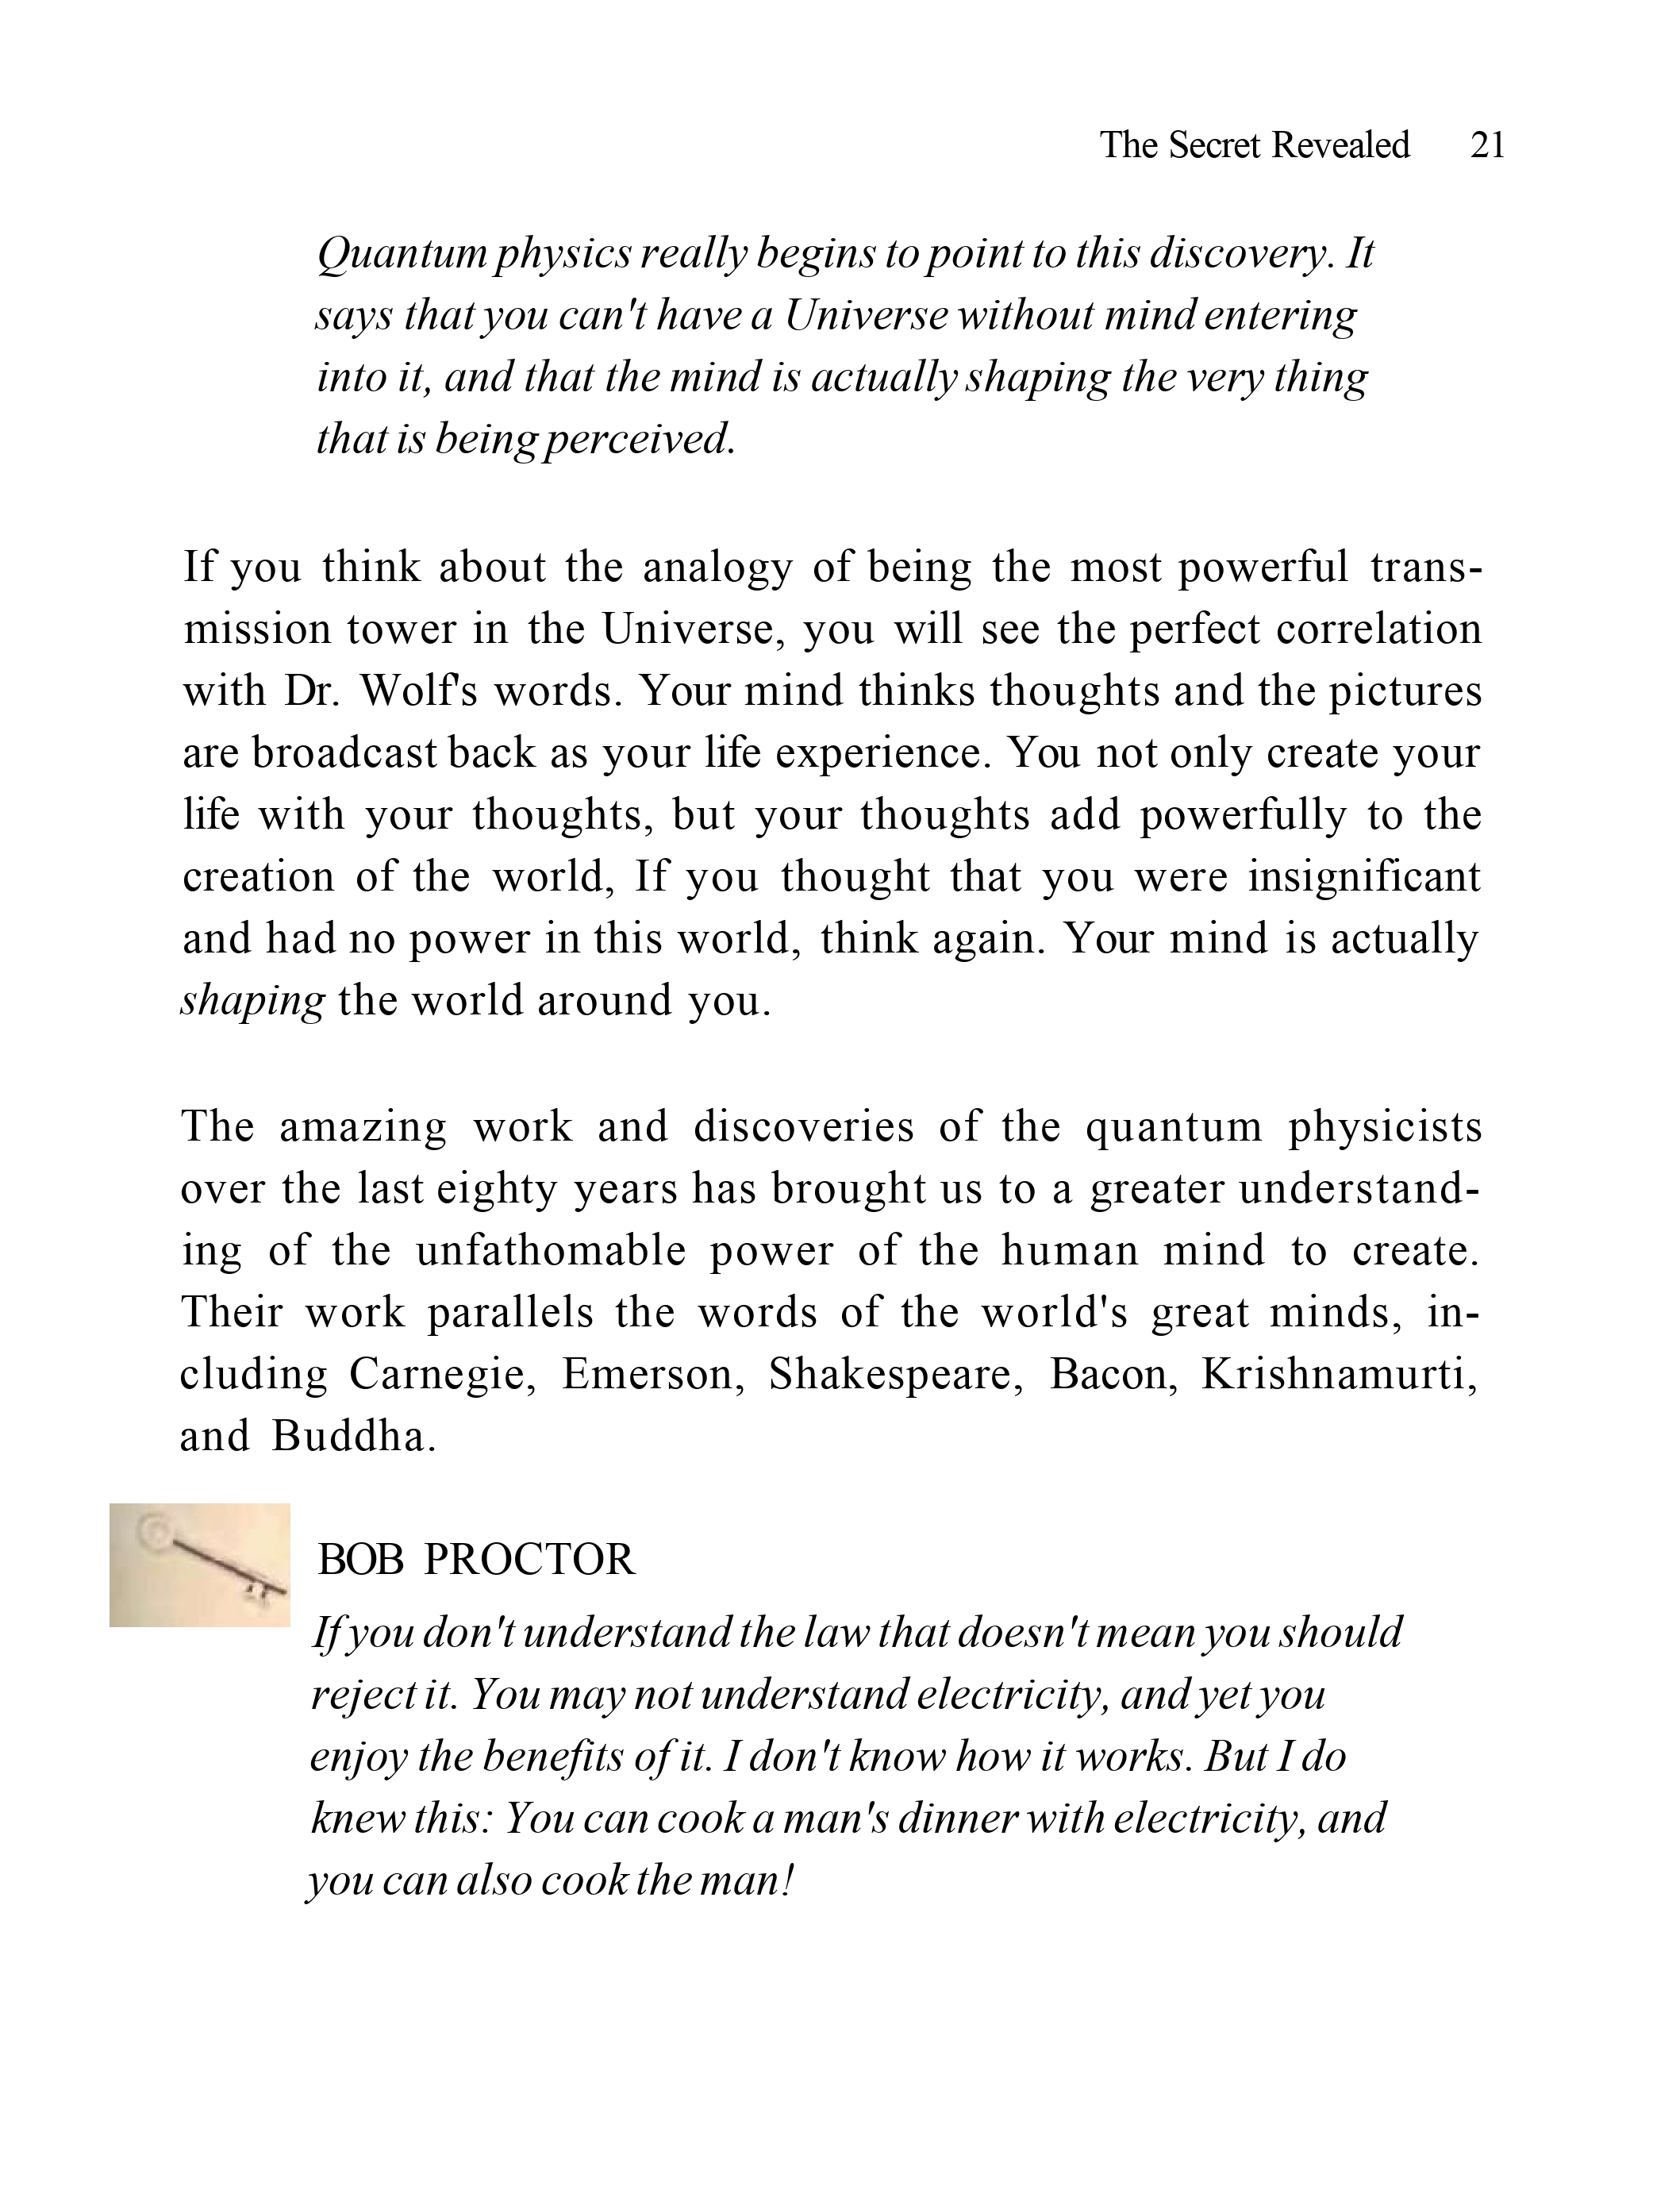 The Secret Revealed 21
Quantum physics really begins to point to this discovery. It
says that you can't have a Universe without mind entering
into it, and that the mind is actually shaping the very thing
that is being perceived.
If you think about the analogy of being the most powerful trans-
mission tower in the Universe, you will see the perfect correlation
with Dr. Wolf's words. Your mind thinks thoughts and the pictures
are broadcast back as your life experience. You not only create your
life with your thoughts, but your thoughts add powerfully to the
creation of the world, If you thought that you were insignificant
and had no power in this world, think again. Your mind is actually
shaping the world around you.
The amazing work and discoveries of the quantum physicists
over the last eighty years has brought us to a greater understand-
ing of the unfathomable power of the human mind to create.
Their work parallels the words of the world's great minds, in-
cluding Carnegie, Emerson, Shakespeare, Bacon, Krishnamurti,
and Buddha.
BOB PROCTOR
If you don't understand the law that doesn't mean you should
reject it. You may not understand electricity, and yet you
enjoy the benefits of it. I don't know how it works. But I do
knew this: You can cook a man's dinner with electricity, and
you can also cook the man!